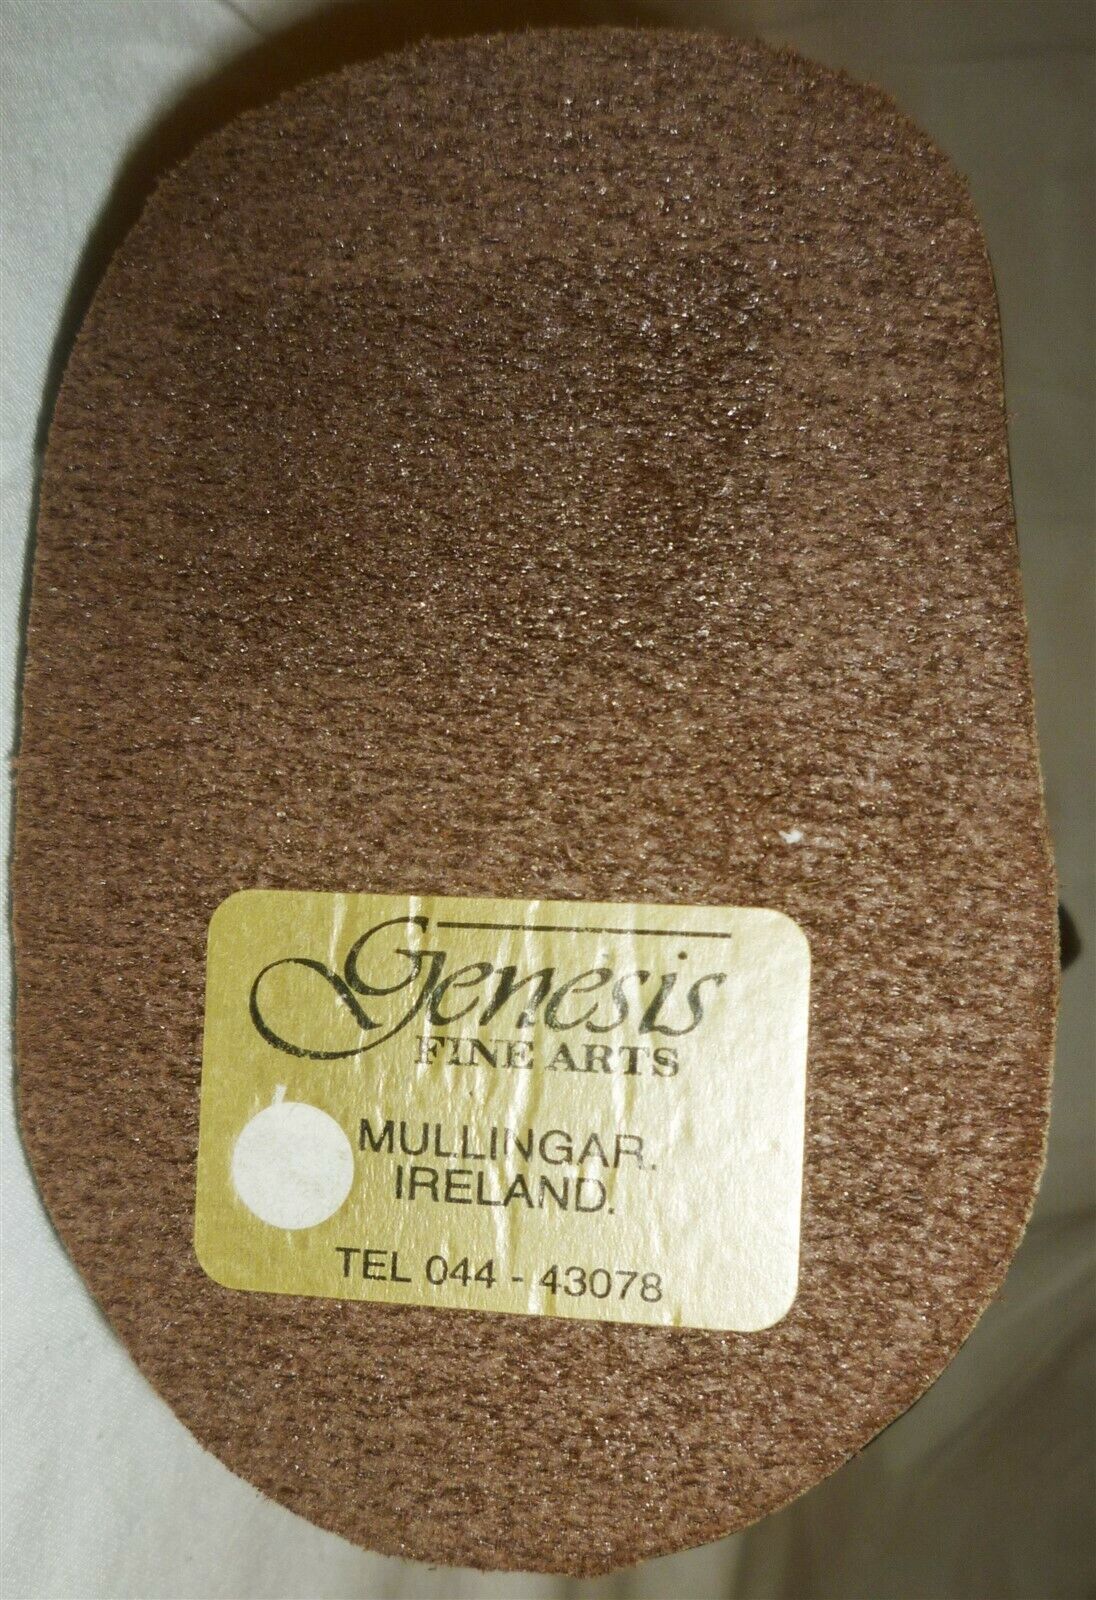 Genesis
FINE ARTS
MULLINGAR.
IRELAND.
TEL 044 - 43078